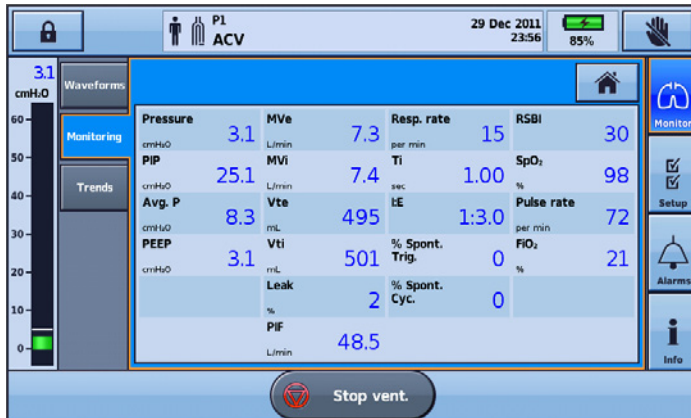 P1
ACV
29 Dec 2011
23:56
85%
3.1
cmH₂O
60
50
40
30
20
10
0
Waveforms
Monitoring
Trends
Pressure 3.1 cmH₂O MVe 7.3 L/min Resp. rate 15 per min RSBI 30
PIP 25.1 cmH₂O MVi 7.4 L/min Ti 1.00 sec SpO₂ 98 %
Avg. P 8.3 cmH₂O Vte 495 mL I:E 1:3.0 Pulse rate 72 per min
PEEP 3.1 cmH₂O Vti 501 mL % Spont. Trig. 0 FiO₂ 21 %
Leak 2 % % Spont. Cyc. 0
PIF 48.5 L/min
Monitor
Setup
Alarms
Info
Stop vent.